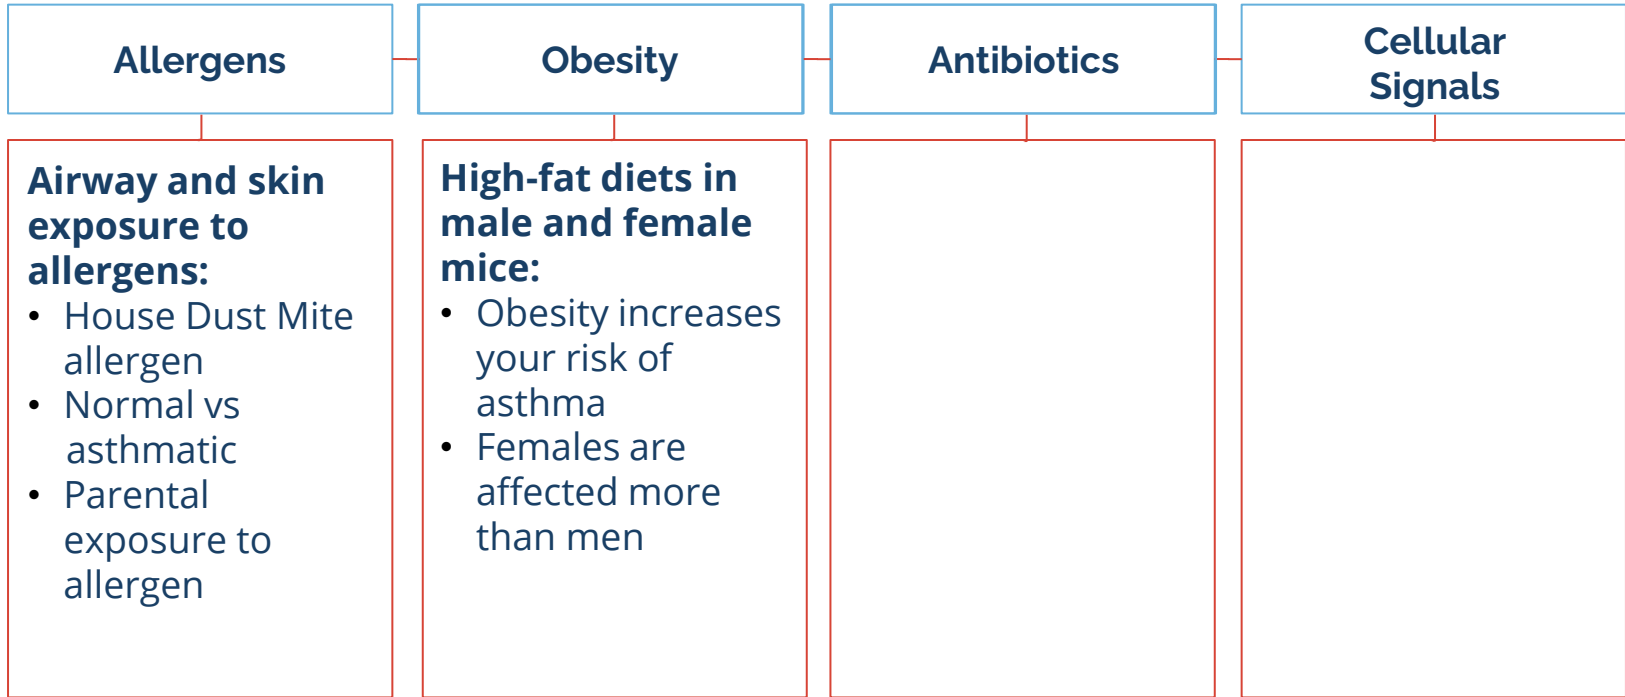 Allergens
Obesity
Antibiotics
Cellular
Signals
Airway and skin
exposure to
allergens:
• House Dust Mite
allergen
• Normal vs
asthmatic
• Parental
exposure to
allergen
High-fat diets in
male and female
mice:
• Obesity increases
your risk of
asthma
• Females are
affected more
than men